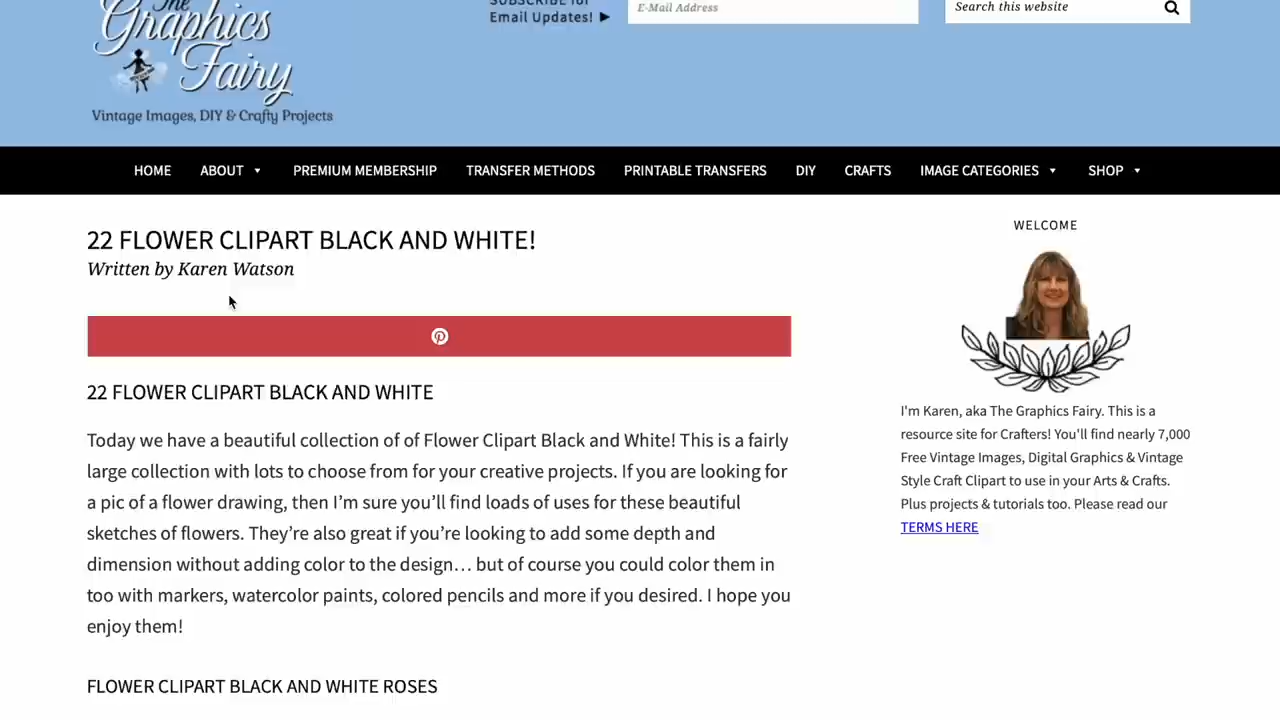 The
Graphics
Fairy
Vintage Images, DIY & Crafty Projects
SUBSCRIBE for
Email Updates! ▶
E-Mail Address
Search this website
HOME ABOUT PREMIUM MEMBERSHIP TRANSFER METHODS PRINTABLE TRANSFERS DIY CRAFTS IMAGE CATEGORIES SHOP
22 FLOWER CLIPART BLACK AND WHITE!
Written by Karen Watson
22 FLOWER CLIPART BLACK AND WHITE
Today we have a beautiful collection of of Flower Clipart Black and White! This is a fairly
large collection with lots to choose from for your creative projects. If you are looking for
a pic of a flower drawing, then I’m sure you’ll find loads of uses for these beautiful
sketches of flowers. They’re also great if you’re looking to add some depth and
dimension without adding color to the design… but of course you could color them in
too with markers, watercolor paints, colored pencils and more if you desired. I hope you
enjoy them!
FLOWER CLIPART BLACK AND WHITE ROSES
WELCOME
I'm Karen, aka The Graphics Fairy. This is a
resource site for Crafters! You'll find nearly 7,000
Free Vintage Images, Digital Graphics & Vintage
Style Craft Clipart to use in your Arts & Crafts.
Plus projects & tutorials too. Please read our
TERMS HERE